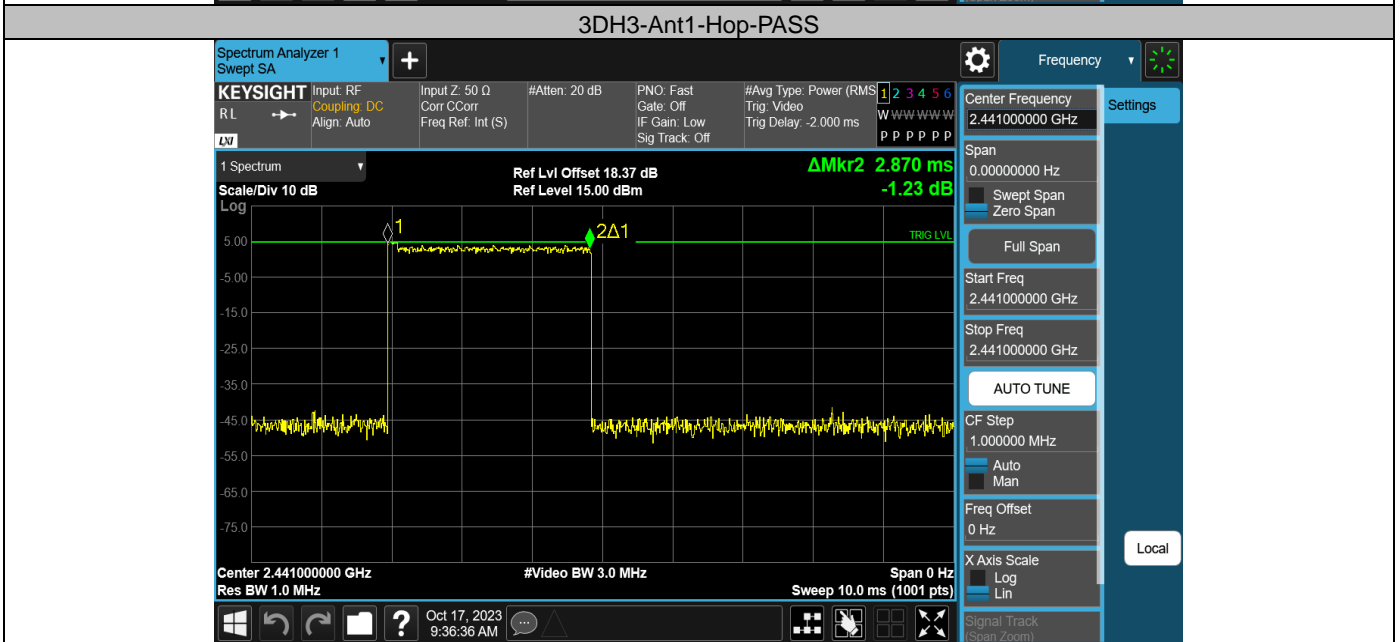 3DH3-Ant1-Hop-PASS
Spectrum Analyzer 1
Swept SA
Frequency
KEYSIGHT
RL
LXI
Input: RF
Coupling: DC
Align: Auto
Input Z: 50 Ω
Corr CCorr
Freq Ref: Int (S)
#Atten: 20 dB
PNO: Fast
Gate: Off
IF Gain: Low
Sig Track: Off
#Avg Type: Power (RMS
Trig: Video
Trig Delay: -2.000 ms
1 2 3 4 5 6
W W W W W W
P P P P P P
1 Spectrum
Scale/Div 10 dB
Log
Ref Lvl Offset 18.37 dB
Ref Level 15.00 dBm
ΔMkr2 2.870 ms
-1.23 dB
1
2Δ1
TRIG LVL
5.00
-5.00
-15.0
-25.0
-35.0
-45.0
-55.0
-65.0
-75.0
Center 2.441000000 GHz
Res BW 1.0 MHz
#Video BW 3.0 MHz
Span 0 Hz
Sweep 10.0 ms (1001 pts)
Center Frequency
2.441000000 GHz
Settings
Span
0.00000000 Hz
Swept Span
Zero Span
Full Span
Start Freq
2.441000000 GHz
Stop Freq
2.441000000 GHz
AUTO TUNE
CF Step
1.000000 MHz
Auto
Man
Freq Offset
0 Hz
X Axis Scale
Log
Lin
Local
Signal Track
(Span Zoom)
?
Oct 17, 2023
9:36:36 AM